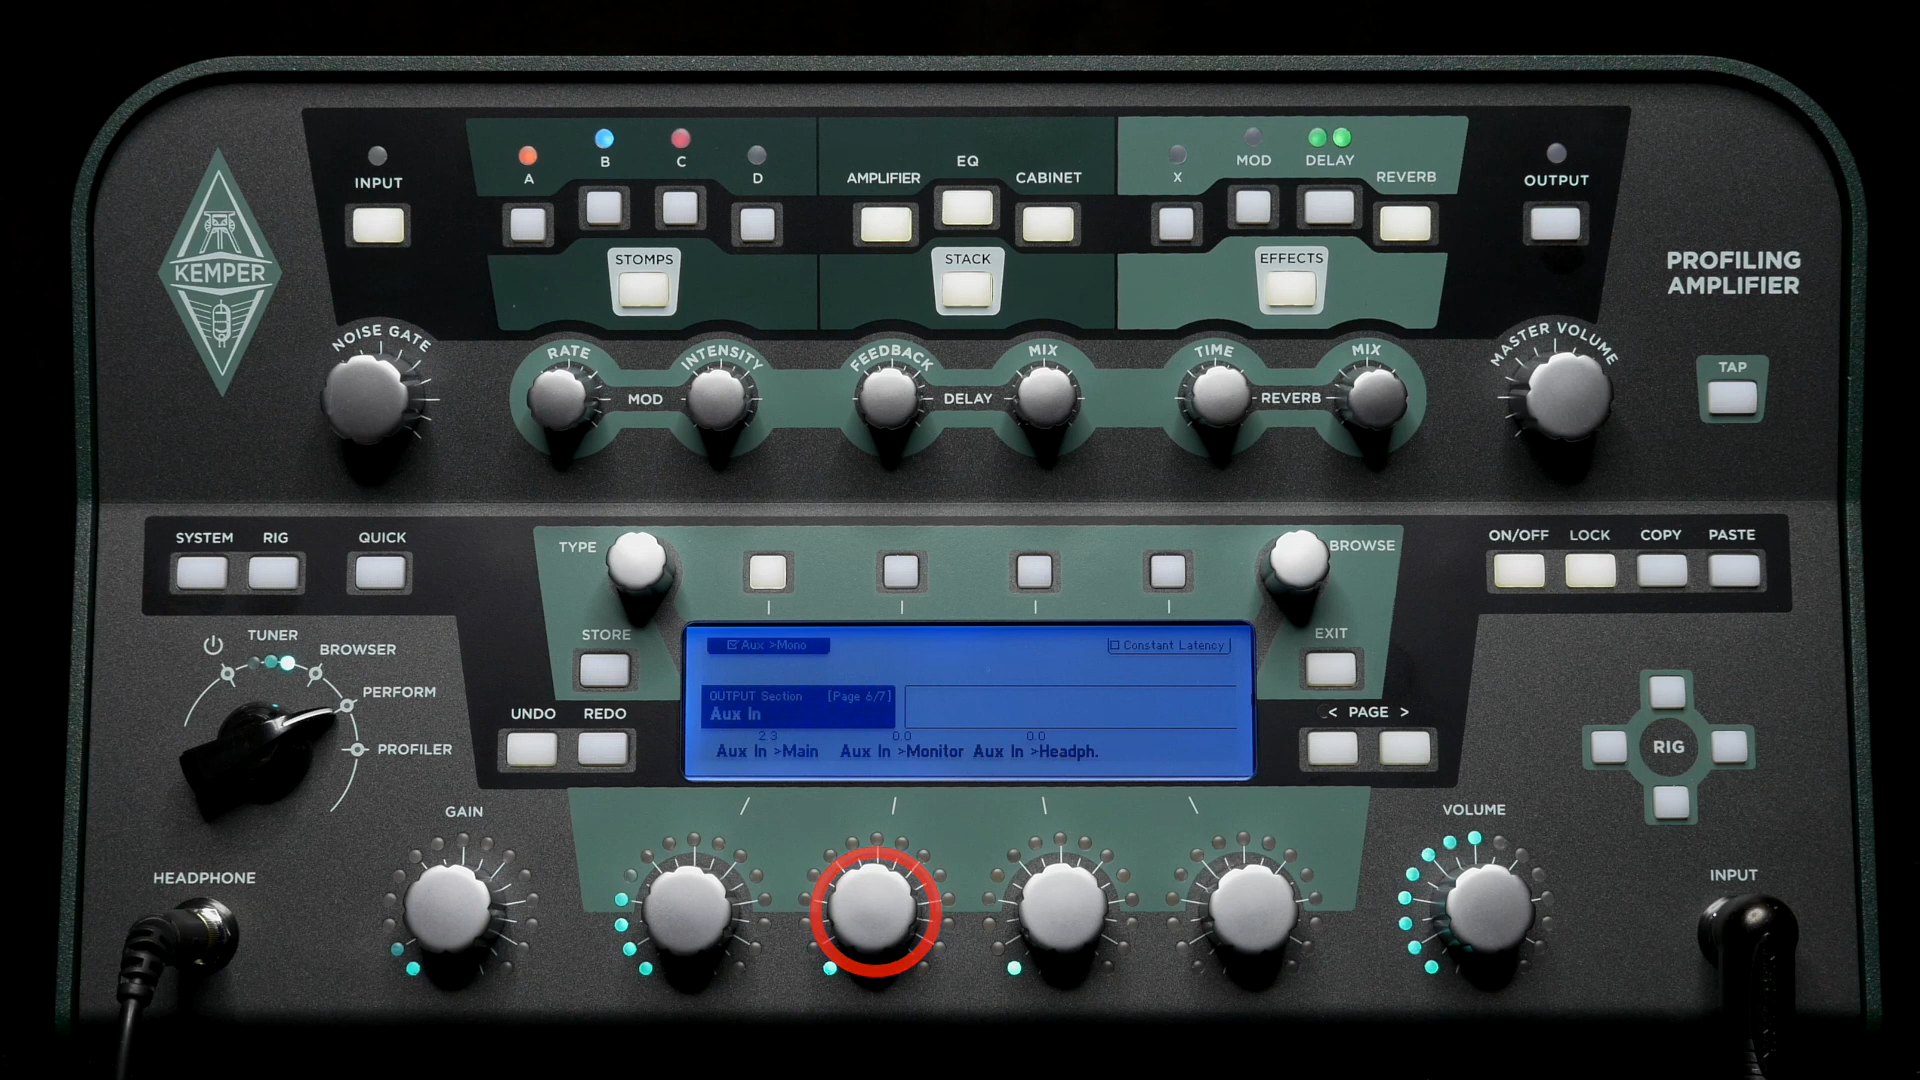 INPUT
A
B
C
D
AMPLIFIER
EQ
CABINET
X
MOD
DELAY
REVERB
OUTPUT
STOMPS
STACK
EFFECTS
KEMPER
PROFILING
AMPLIFIER
NOISE GATE
RATE
MOD
INTENSITY
FEEDBACK
DELAY
MIX
TIME
REVERB
MIX
MASTER VOLUME
TAP
SYSTEM
RIG
QUICK
TYPE
BROWSE
ON/OFF
LOCK
COPY
PASTE
TUNER
BROWSER
PERFORM
PROFILER
STORE
EXIT
UNDO
REDO
< PAGE >
Aux >Mono
Constant Latency
OUTPUT Section [Page 6/7]
Aux In
2.3 0.0 0.0
Aux In >Main Aux In >Monitor Aux In >Headph.
RIG
GAIN
VOLUME
HEADPHONE
INPUT